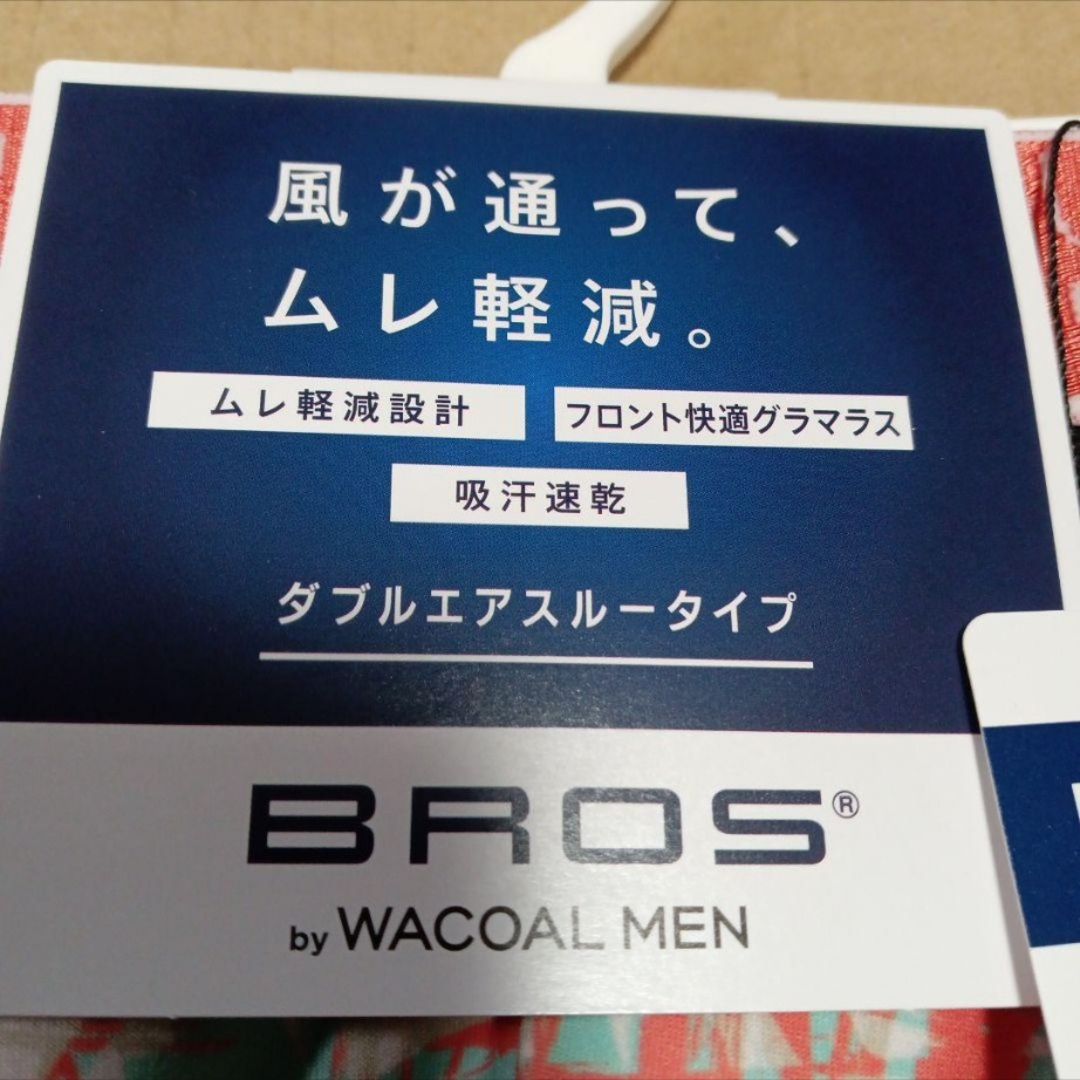 風が通って、
ムレ軽減。
ムレ軽減設計
フロント快適グラマラス
吸汗速乾
ダブルエアスルータイプ
BROS®
by WACOAL MEN